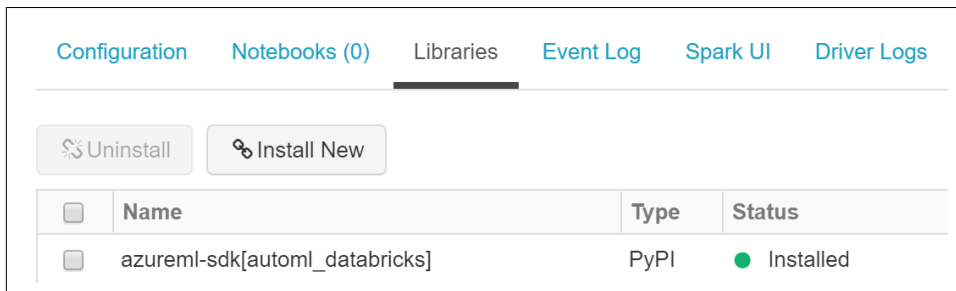 Configuration Notebooks (0) Libraries Event Log Spark UI Driver Logs
Uninstall Install New
Name Type Status
azureml-sdk[automl_databricks] PyPI Installed